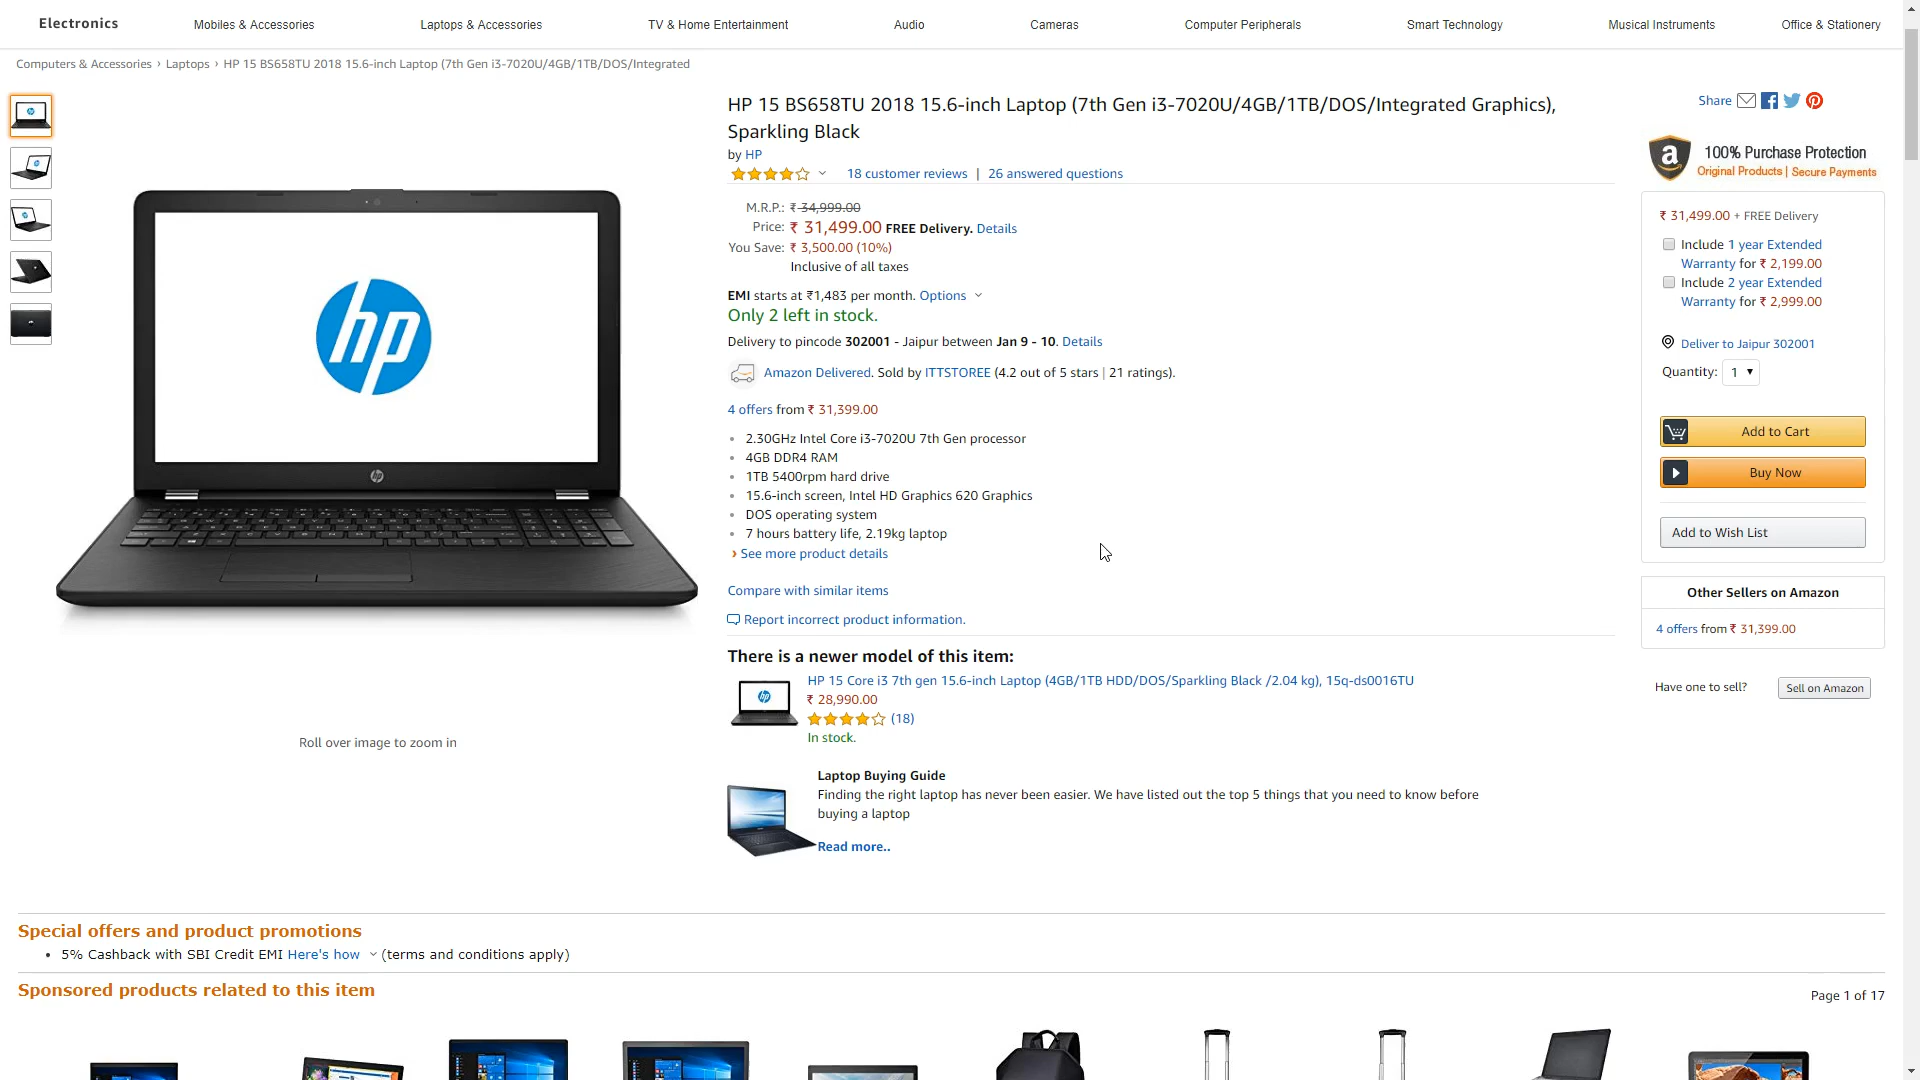 Electronics
Mobiles & Accessories
Laptops & Accessories
TV & Home Entertainment
Audio
Cameras
Computer Peripherals
Smart Technology
Musical Instruments
Office & Stationery
Computers & Accessories › Laptops › HP 15 BS658TU 2018 15.6-inch Laptop (7th Gen i3-7020U/4GB/1TB/DOS/Integrated
hp
hp
Roll over image to zoom in
HP 15 BS658TU 2018 15.6-inch Laptop (7th Gen i3-7020U/4GB/1TB/DOS/Integrated Graphics),
Sparkling Black
by HP
18 customer reviews | 26 answered questions
M.R.P.: ₹ 34,999.00
Price: ₹ 31,499.00 FREE Delivery. Details
You Save: ₹ 3,500.00 (10%)
Inclusive of all taxes
EMI starts at ₹1,483 per month. Options
Only 2 left in stock.
Delivery to pincode 302001 - Jaipur between Jan 9 - 10. Details
Amazon Delivered. Sold by ITTSTOREE (4.2 out of 5 stars | 21 ratings).
4 offers from ₹ 31,399.00
• 2.30GHz Intel Core i3-7020U 7th Gen processor
• 4GB DDR4 RAM
• 1TB 5400rpm hard drive
• 15.6-inch screen, Intel HD Graphics 620 Graphics
• DOS operating system
• 7 hours battery life, 2.19kg laptop
› See more product details
Compare with similar items
Report incorrect product information.
There is a newer model of this item:
HP 15 Core i3 7th gen 15.6-inch Laptop (4GB/1TB HDD/DOS/Sparkling Black /2.04 kg), 15q-ds0016TU
₹ 28,990.00
(18)
In stock.
Laptop Buying Guide
Finding the right laptop has never been easier. We have listed out the top 5 things that you need to know before
buying a laptop
Read more..
Share
100% Purchase Protection
Original Products | Secure Payments
₹ 31,499.00 + FREE Delivery
Include 1 year Extended
Warranty for ₹ 2,199.00
Include 2 year Extended
Warranty for ₹ 2,999.00
Deliver to Jaipur 302001
Quantity: 1
Add to Cart
Buy Now
Add to Wish List
Other Sellers on Amazon
4 offers from ₹ 31,399.00
Have one to sell? Sell on Amazon
Special offers and product promotions
• 5% Cashback with SBI Credit EMI Here's how (terms and conditions apply)
Sponsored products related to this item
Page 1 of 17